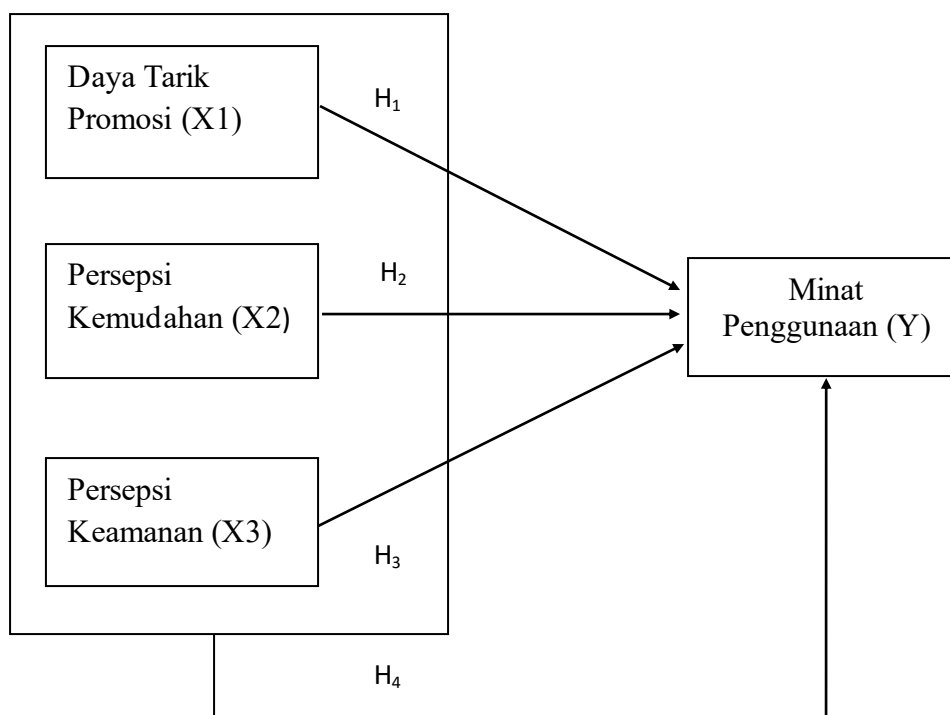 Daya Tarik
Promosi (X1)
H₁
Persepsi
Kemudahan (X2)
H₂
Minat
Penggunaan (Y)
Persepsi
Keamanan (X3)
H₃
H₄